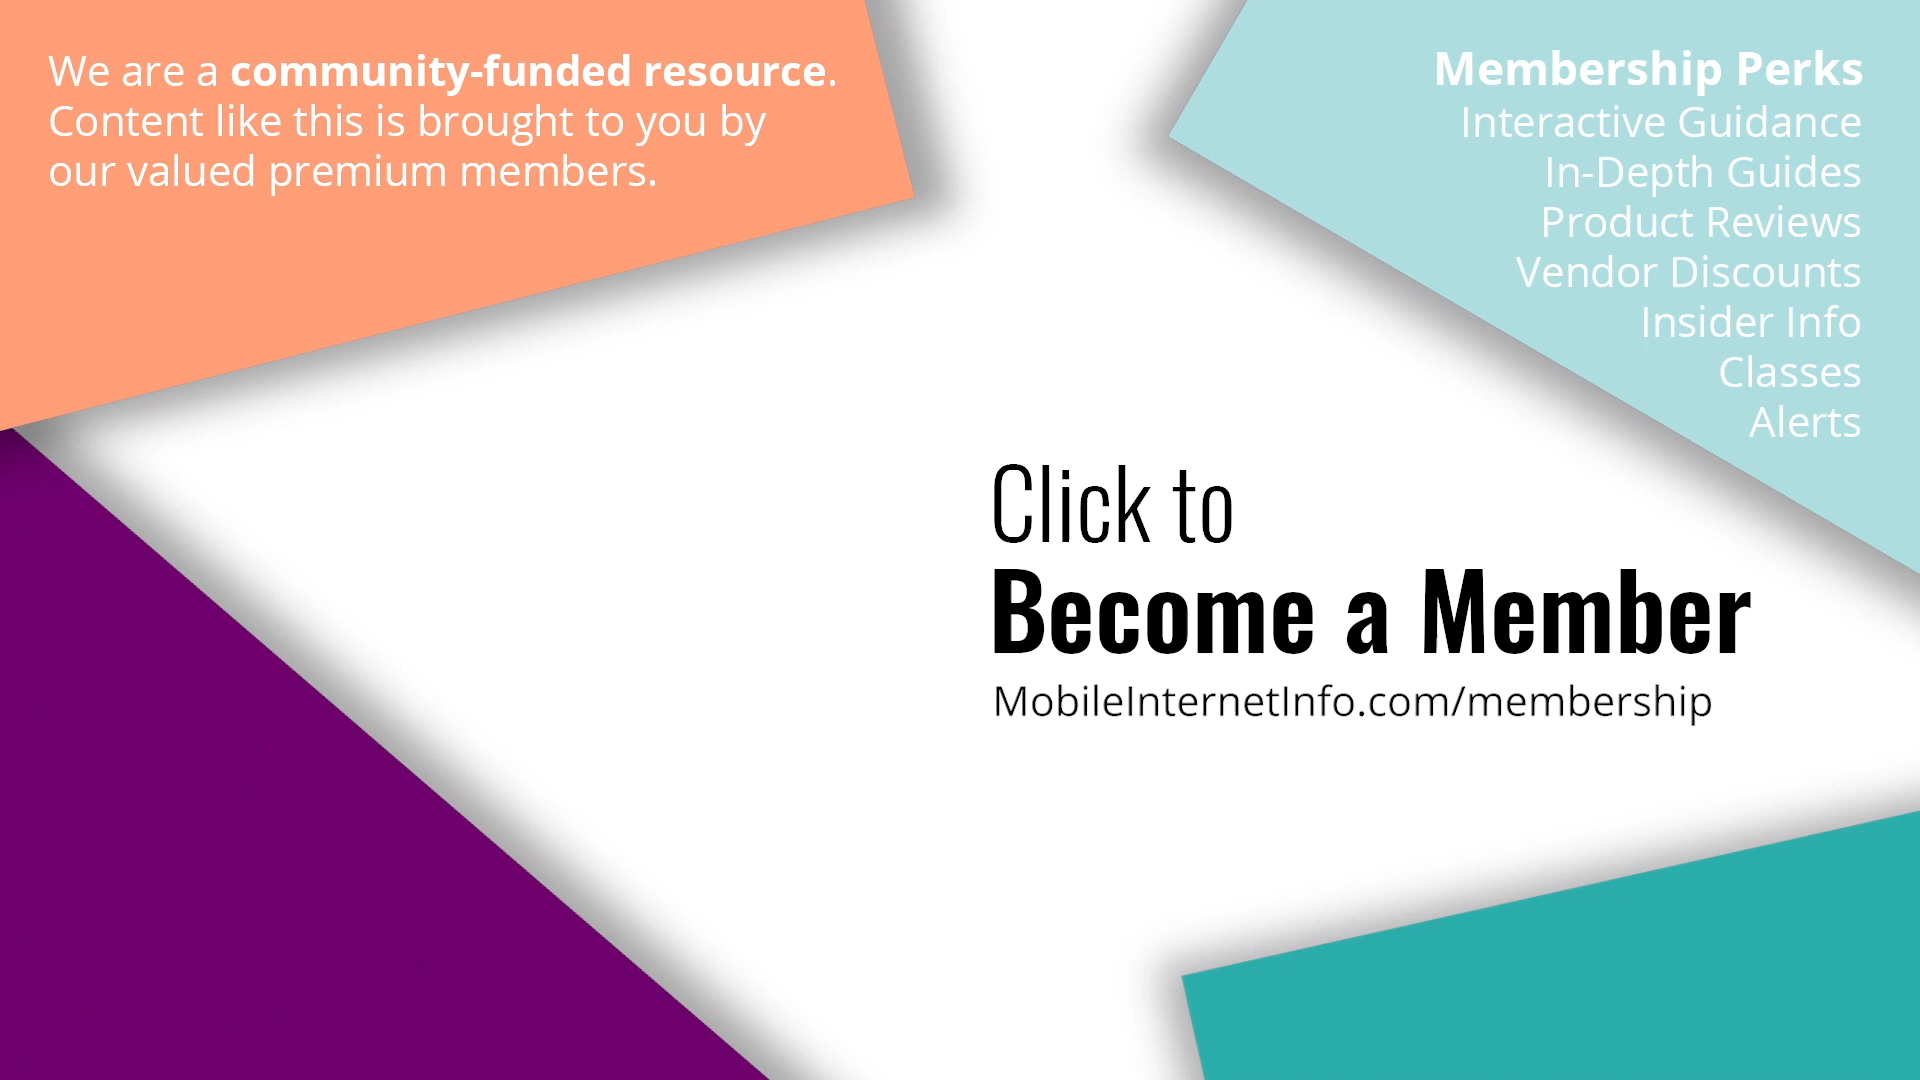 We are a community-funded resource.
Content like this is brought to you by
our valued premium members.
Membership Perks
Interactive Guidance
In-Depth Guides
Product Reviews
Vendor Discounts
Insider Info
Classes
Alerts
Click to
Become a Member
MobileInternetInfo.com/membership